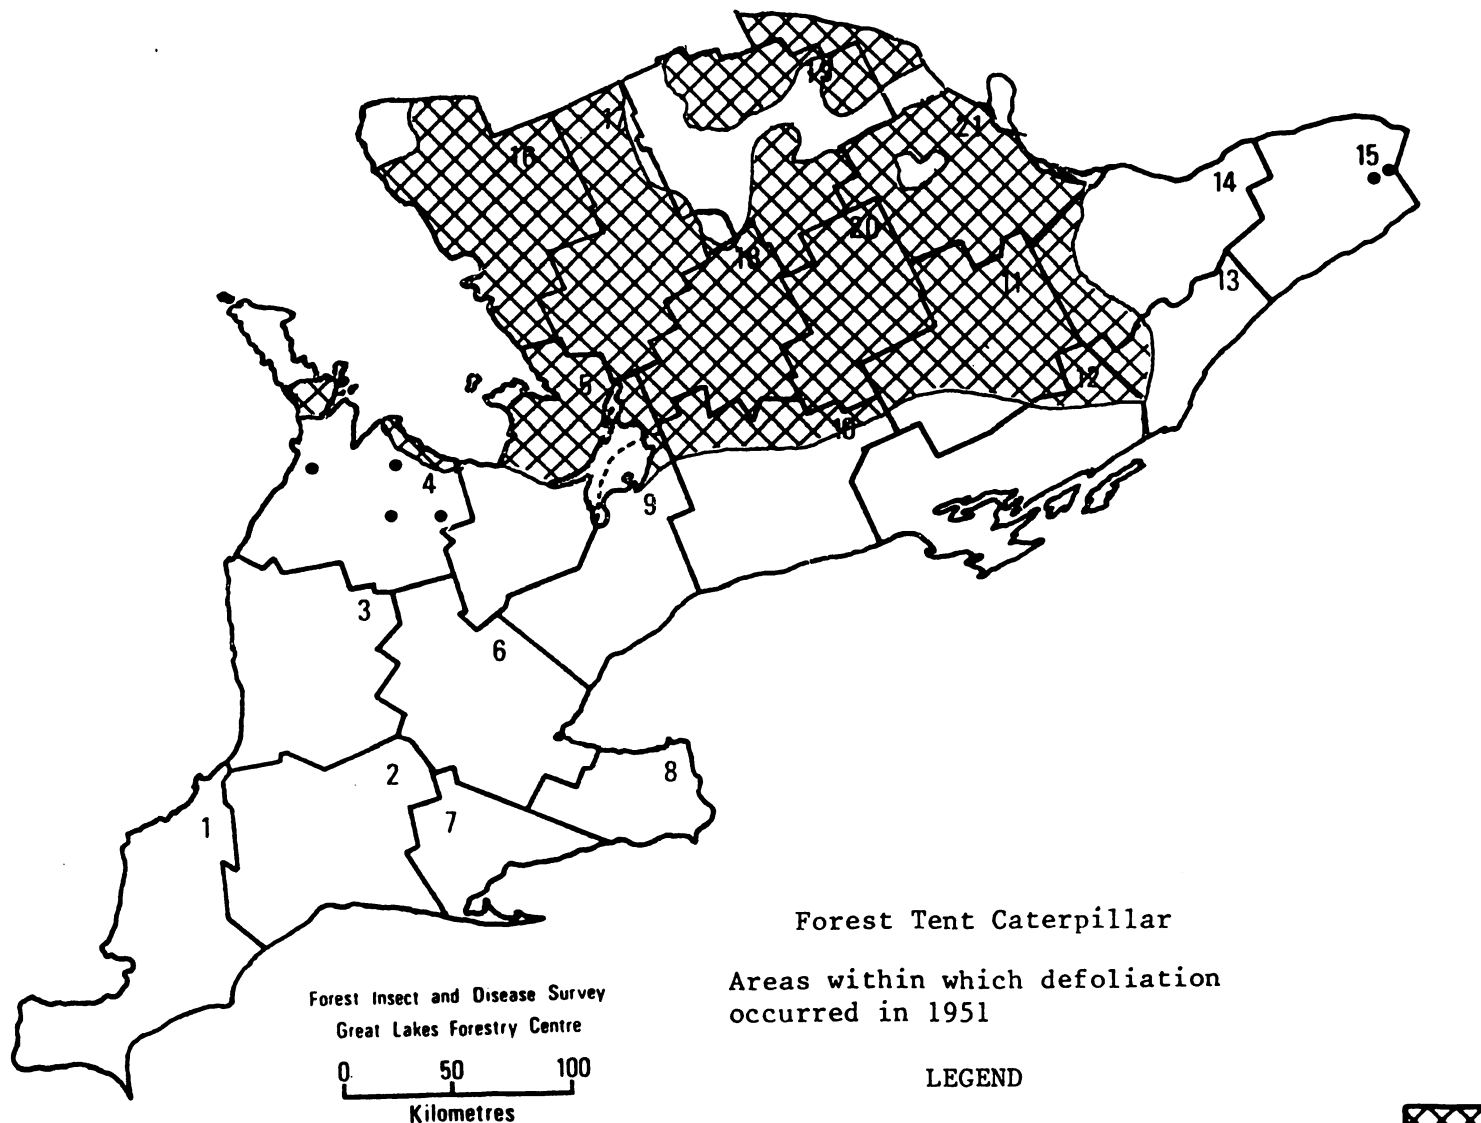 19
17
16
21
15
14
20
18
11
13
5
12
10
4
9
3
6
2
8
1
7
Forest Tent Caterpillar
Areas within which defoliation
occurred in 1951
Forest Insect and Disease Survey
Great Lakes Forestry Centre
0 50 100
Kilometres
LEGEND